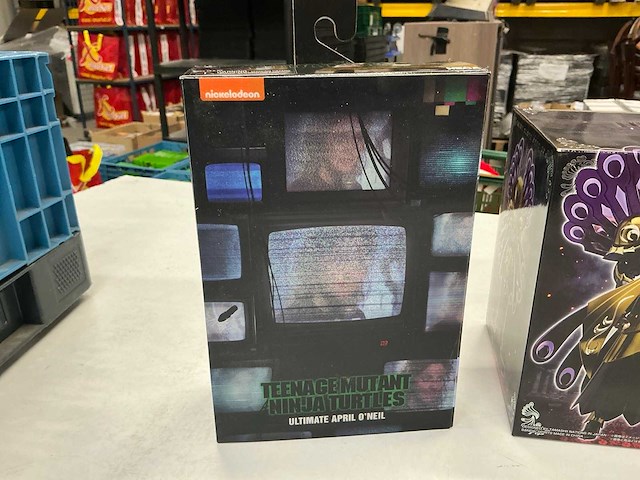 nickelodeon
TEENAGE MUTANT
NINJA TURTLES
ULTIMATE APRIL O'NEIL